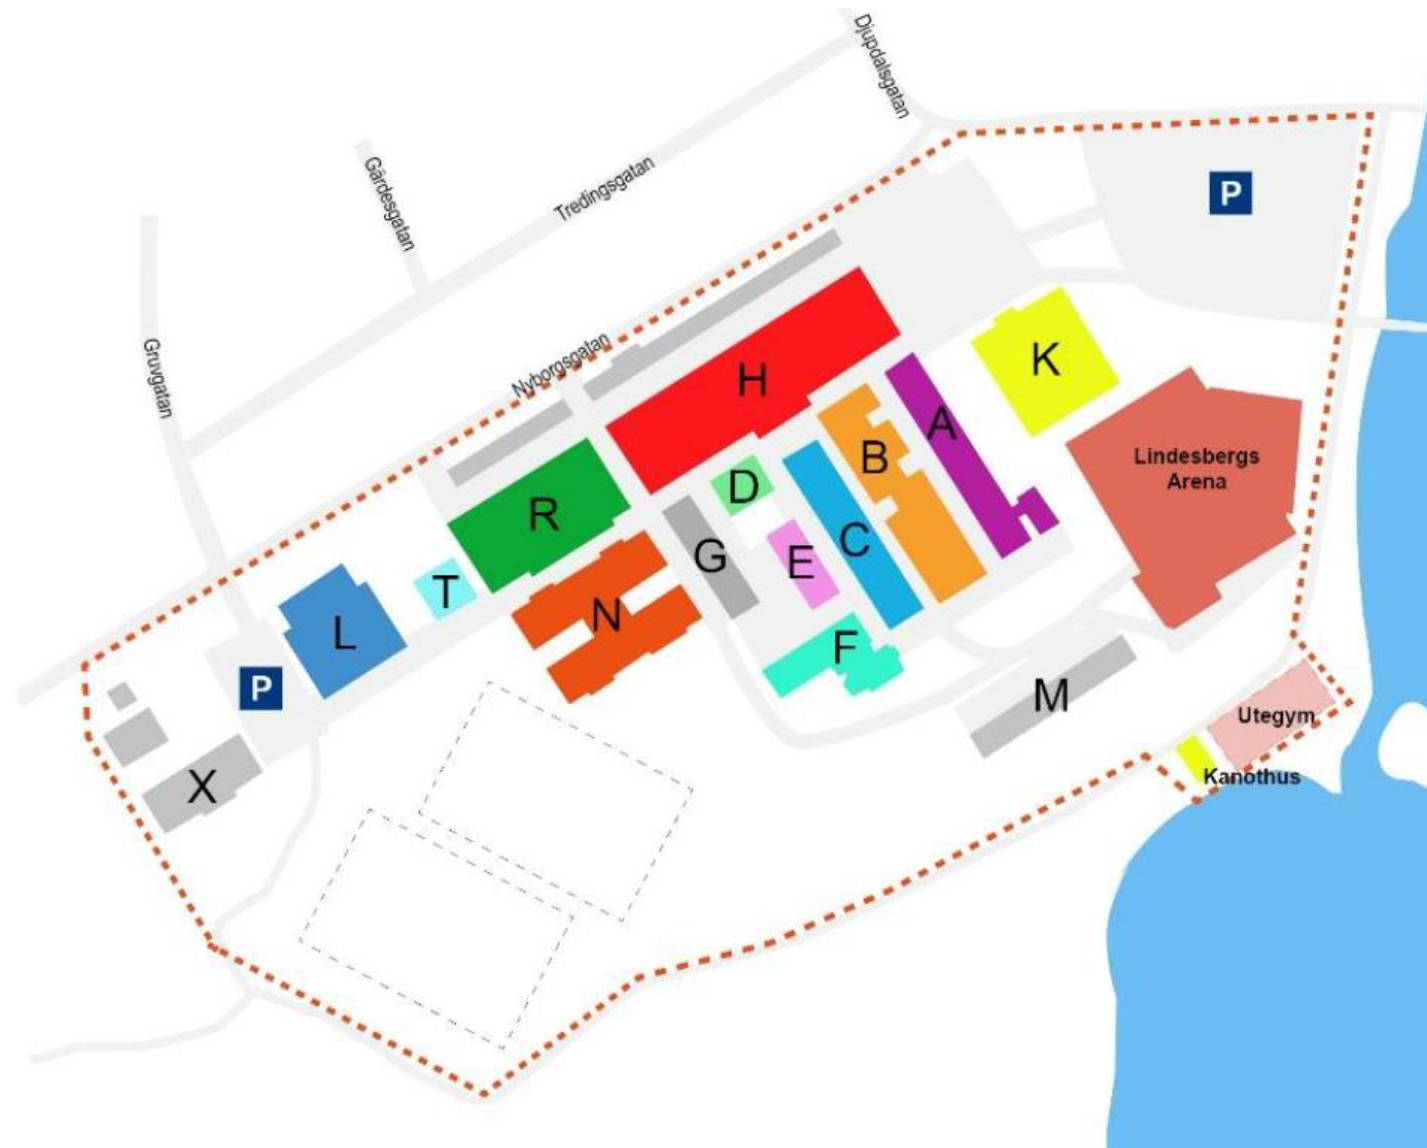 Djupdalsgatan
Gärdesgatan
Tredingsgatan
P
Gruvgatan
Nyborgsgatan
H
K
A
B
Lindesbergs
Arena
D
R
C
G
E
T
N
L
F
P
M
Utegym
X
Kanothus